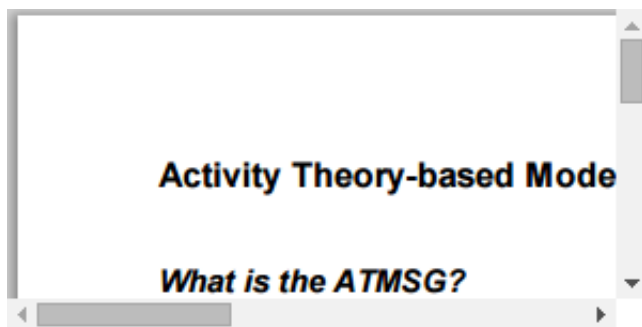 Activity Theory-based Mode
What is the ATMSG?